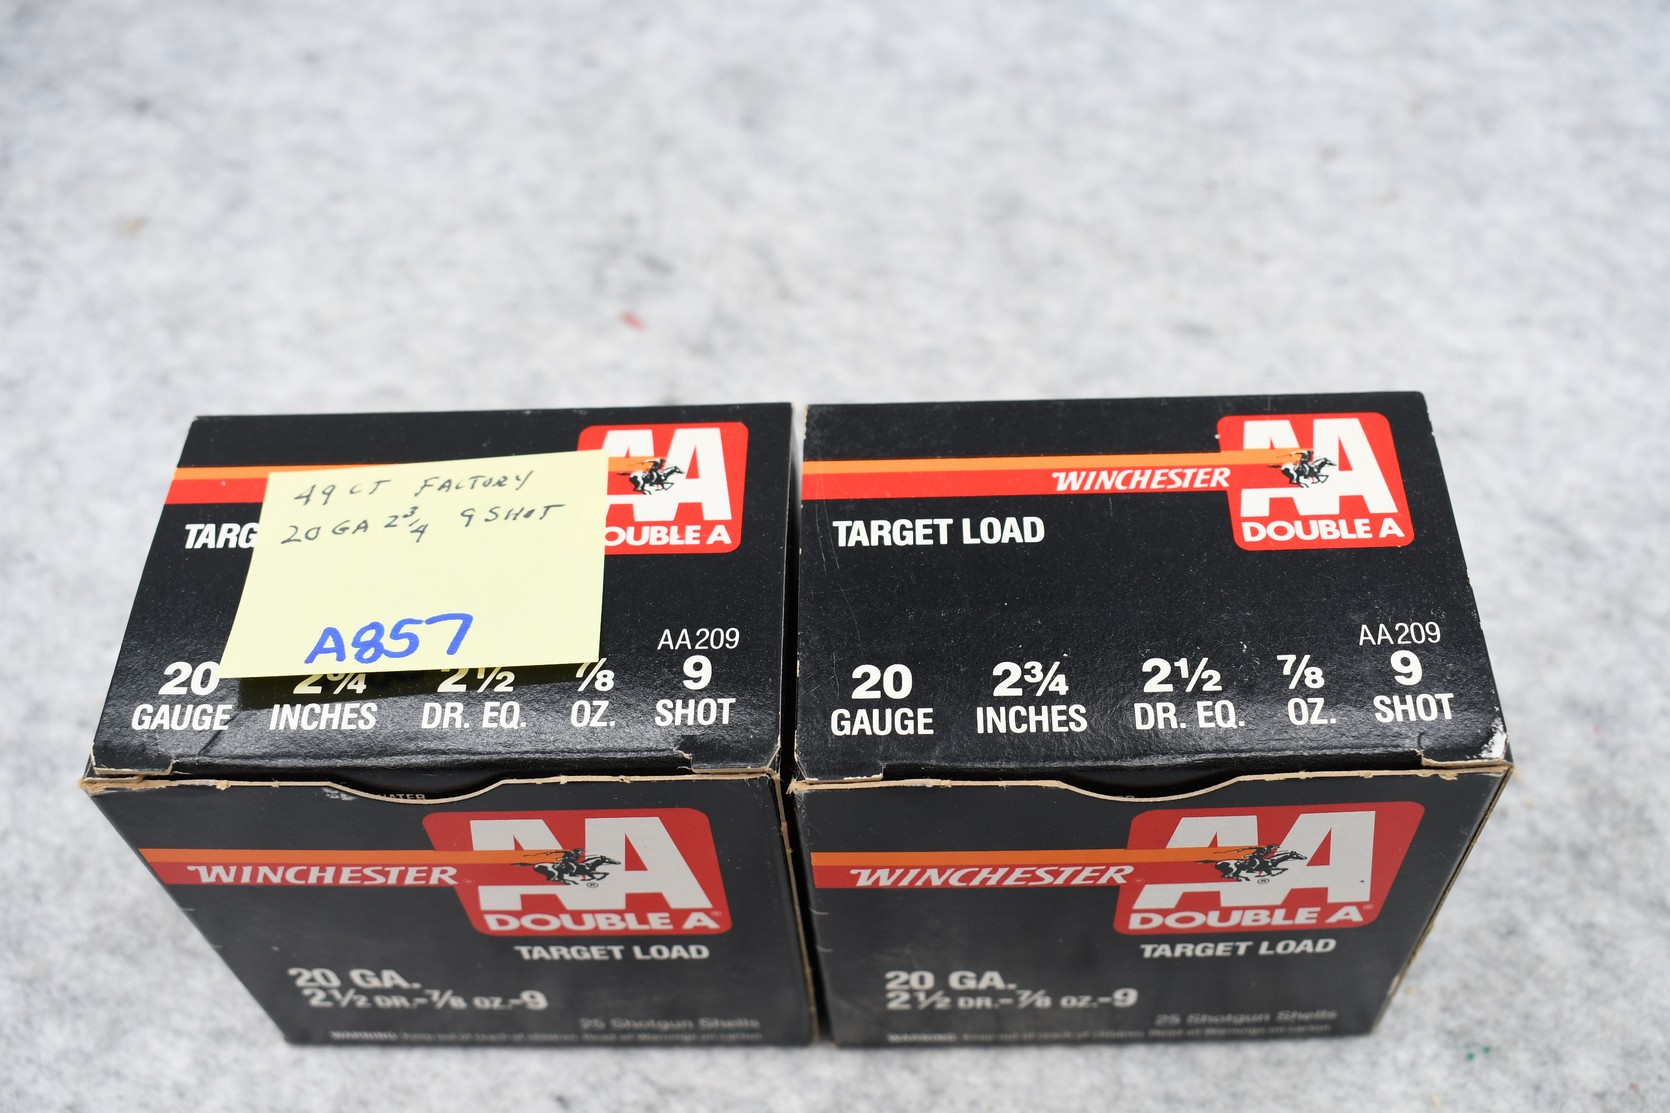 49 CT FACTORY
20 GA 2 3/4 9 SHOT
A857
AA
DOUBLE A
TARG
AA209
20 2¾ 2½ ⅞ 9
GAUGE INCHES DR. EQ. OZ. SHOT
WINCHESTER
AA
DOUBLE A®
TARGET LOAD
20 GA.
2½ DR.-⅞ OZ.-9
25 Shotgun Shells
AA
WINCHESTER
DOUBLE A
TARGET LOAD
AA209
20 2¾ 2½ ⅞ 9
GAUGE INCHES DR. EQ. OZ. SHOT
AA
WINCHESTER
DOUBLE A®
TARGET LOAD
20 GA.
2½ DR.-⅞ OZ.-9
25 Shotgun Shells